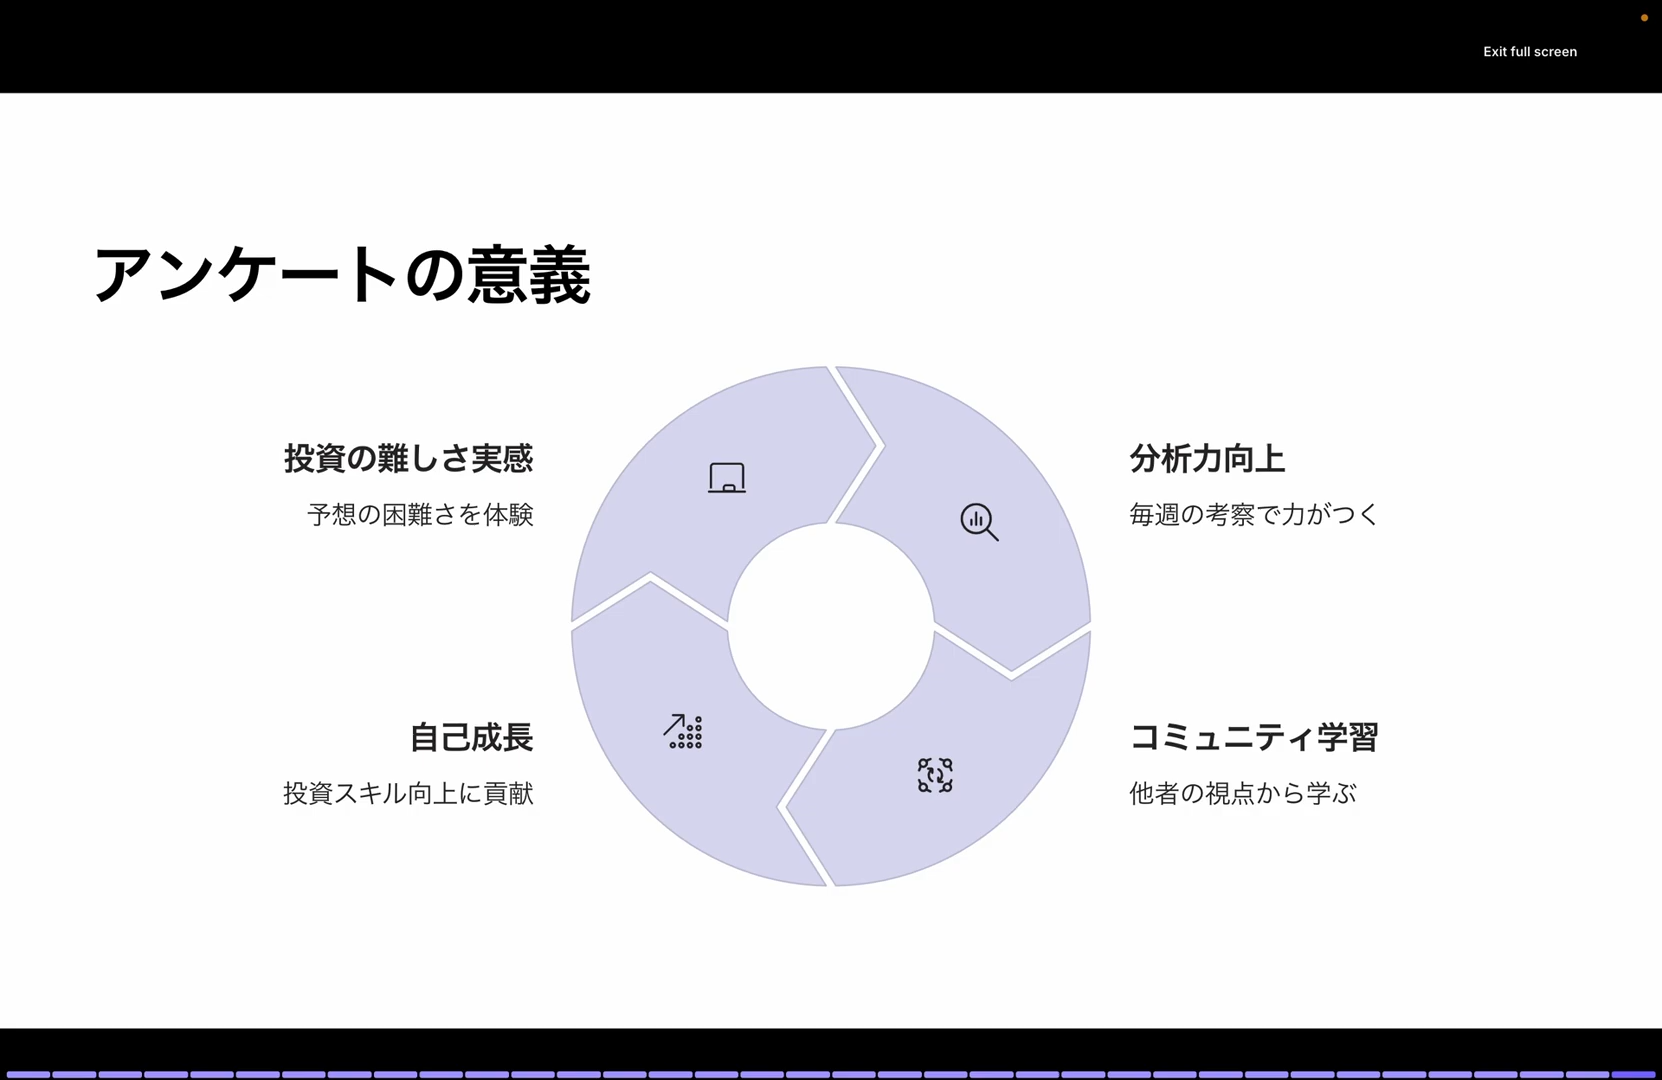 Exit full screen
アンケートの意義
投資の難しさ実感
予想の困難さを体験
分析力向上
毎週の考察で力がつく
自己成長
投資スキル向上に貢献
コミュニティ学習
他者の視点から学ぶ